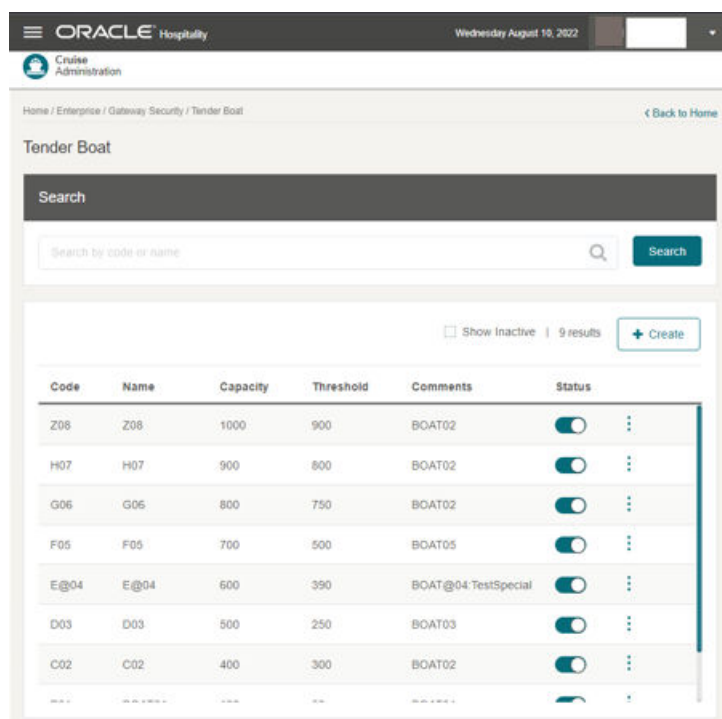 ORACLE Hospitality Wednesday August 10, 2022
Cruise
Administration
Home / Enterprise / Gateway Security / Tender Boat < Back to Home
Tender Boat
Search
Search by code or name Search
Show Inactive | 9 results + Create
Code Name Capacity Threshold Comments Status
Z08 Z08 1000 900 BOAT02
H07 H07 900 800 BOAT02
G06 G06 800 750 BOAT02
F05 F05 700 500 BOAT05
E@04 E@04 600 390 BOAT@04:TestSpecial
D03 D03 500 250 BOAT03
C02 C02 400 300 BOAT02